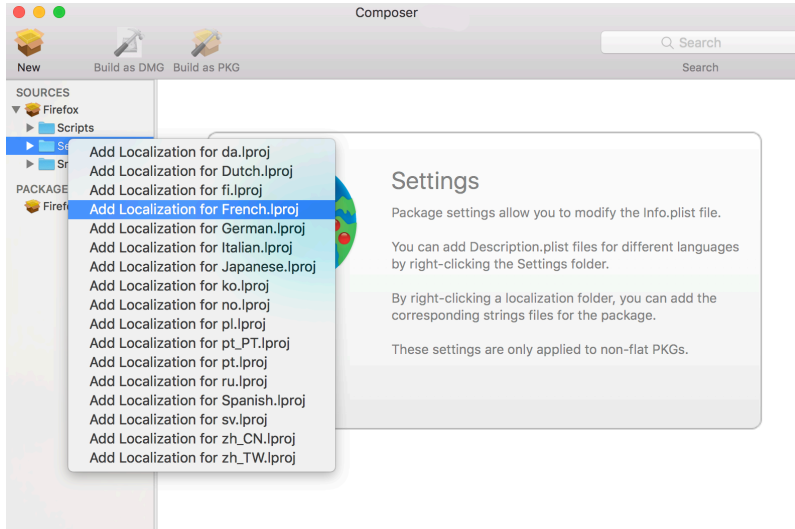 Composer
New
Build as DMG
Build as PKG
Search
Search
SOURCES
Firefox
Scripts
Se
Sn
PACKAGE
Firef
Add Localization for da.lproj
Add Localization for Dutch.lproj
Add Localization for fi.lproj
Add Localization for French.lproj
Add Localization for German.lproj
Add Localization for Italian.lproj
Add Localization for Japanese.lproj
Add Localization for ko.lproj
Add Localization for no.lproj
Add Localization for pl.lproj
Add Localization for pt_PT.lproj
Add Localization for pt.lproj
Add Localization for ru.lproj
Add Localization for Spanish.lproj
Add Localization for sv.lproj
Add Localization for zh_CN.lproj
Add Localization for zh_TW.lproj
Settings
Package settings allow you to modify the Info.plist file.
You can add Description.plist files for different languages
by right-clicking the Settings folder.
By right-clicking a localization folder, you can add the
corresponding strings files for the package.
These settings are only applied to non-flat PKGs.